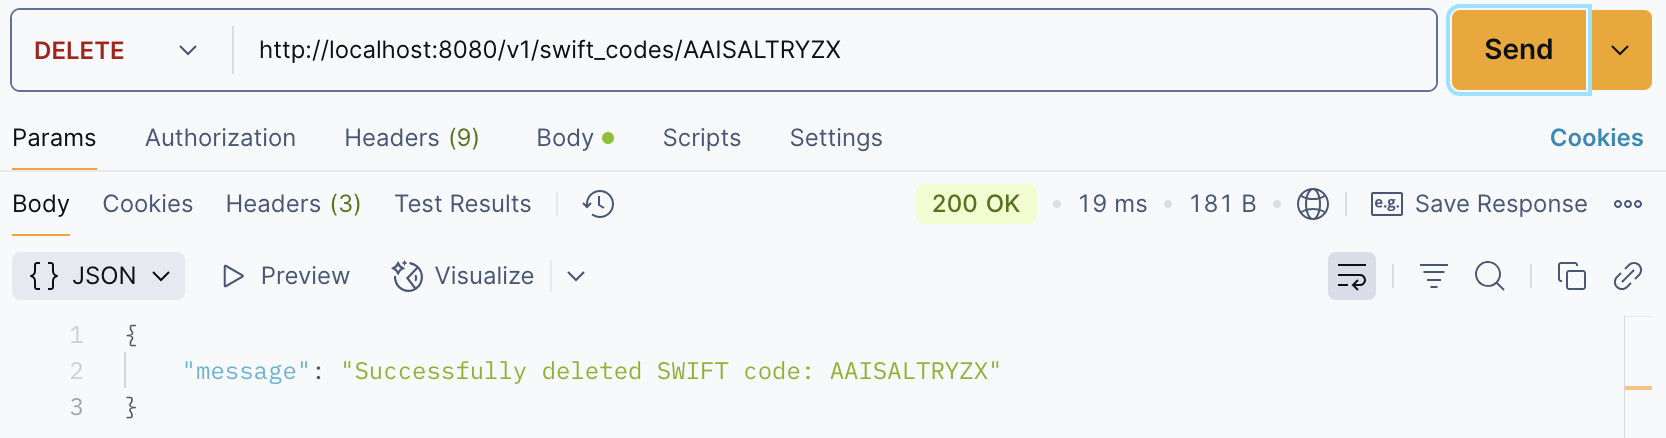 DELETE http://localhost:8080/v1/swift_codes/AAISALTRYZX Send
Params Authorization Headers (9) Body Scripts Settings Cookies
Body Cookies Headers (3) Test Results 200 OK 19 ms 181 B e.g. Save Response
{} JSON Preview Visualize
1 {
2 "message": "Successfully deleted SWIFT code: AAISALTRYZX"
3 }